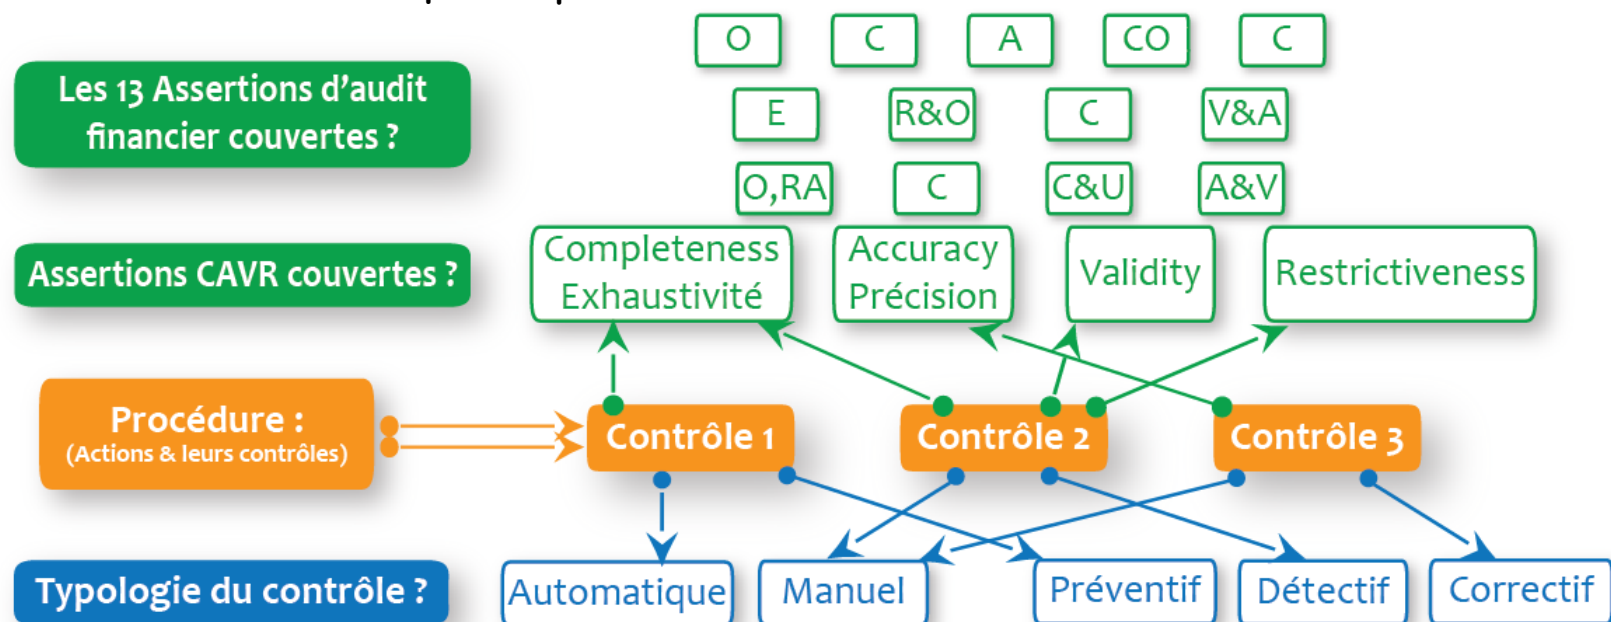 O C A CO C
Les 13 Assertions d'audit
financier couvertes ?
E R&O C V&A
O,RA C C&U A&V
Assertions CAVR couvertes ?
Completeness
Exhaustivité
Accuracy
Précision
Validity
Restrictiveness
Procédure :
(Actions & leurs contrôles)
Contrôle 1
Contrôle 2
Contrôle 3
Typologie du contrôle ?
Automatique
Manuel
Préventif
Détectif
Correctif